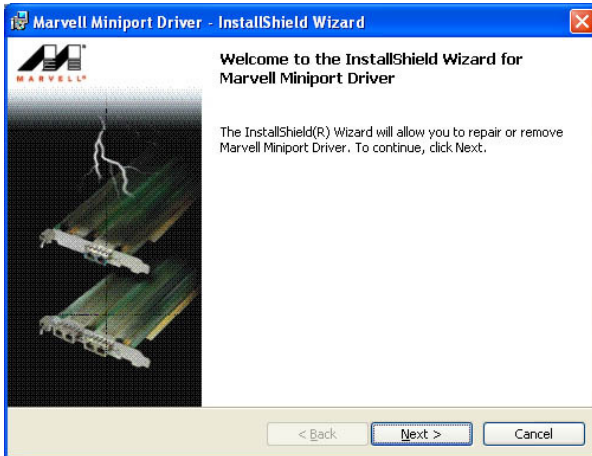 Marvell Miniport Driver - InstallShield Wizard
MARVELL®
Welcome to the InstallShield Wizard for
Marvell Miniport Driver
The InstallShield(R) Wizard will allow you to repair or remove
Marvell Miniport Driver. To continue, click Next.
< Back
Next >
Cancel